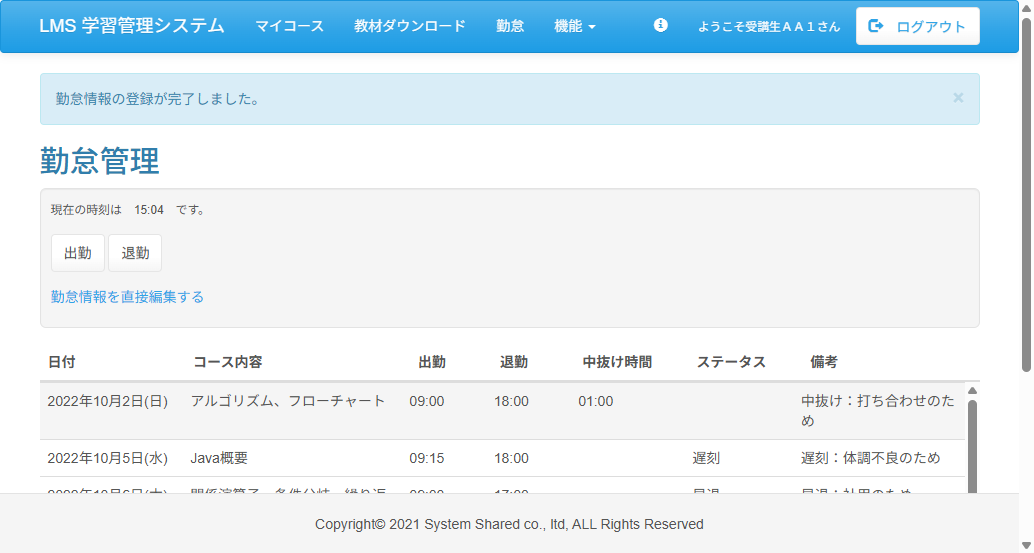 LMS 学習管理システム マイコース 教材ダウンロード 勤怠 機能 ようこそ受講生ＡＡ１さん ログアウト
勤怠情報の登録が完了しました。 ×
勤怠管理
現在の時刻は 15:04 です。
出勤 退勤
勤怠情報を直接編集する
日付 コース内容 出勤 退勤 中抜け時間 ステータス 備考
2022年10月2日(日) アルゴリズム、フローチャート 09:00 18:00 01:00 中抜け：打ち合わせのた
め
2022年10月5日(水) Java概要 09:15 18:00 遅刻 遅刻：体調不良のため
Copyright© 2021 System Shared co., ltd, ALL Rights Reserved